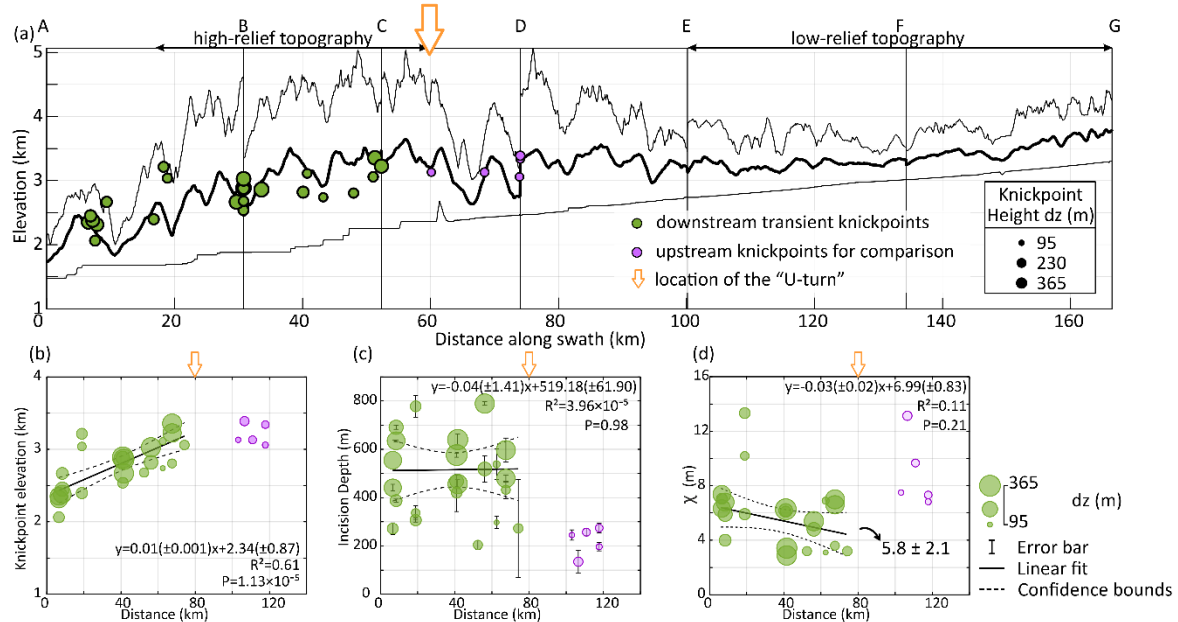 A B C D E F G
(a)
high-relief topography
low-relief topography
Elevation (km)
5
4
3
2
1
downstream transient knickpoints
upstream knickpoints for comparison
location of the “U-turn”
Knickpoint
Height dz (m)
95
230
365
0 20 40 60 80 100 120 140 160
Distance along swath (km)
(b)
Knickpoint elevation (km)
4
3
2
1
y=0.01(±0.001)x+2.34(±0.87)
R²=0.61
P=1.13×10⁻⁵
0 40 80 120
Distance (km)
(c)
Incision Depth (m)
800
600
400
200
0
y=-0.04(±1.41)x+519.18(±61.90)
R²=3.96×10⁻⁵
P=0.98
0 40 80 120
Distance (km)
(d)
χ (m)
16
12
8
4
0
y=-0.03(±0.02)x+6.99(±0.83)
R²=0.11
P=0.21
5.8 ± 2.1
0 40 80 120
Distance (km)
365
dz (m)
95
Error bar
Linear fit
Confidence bounds